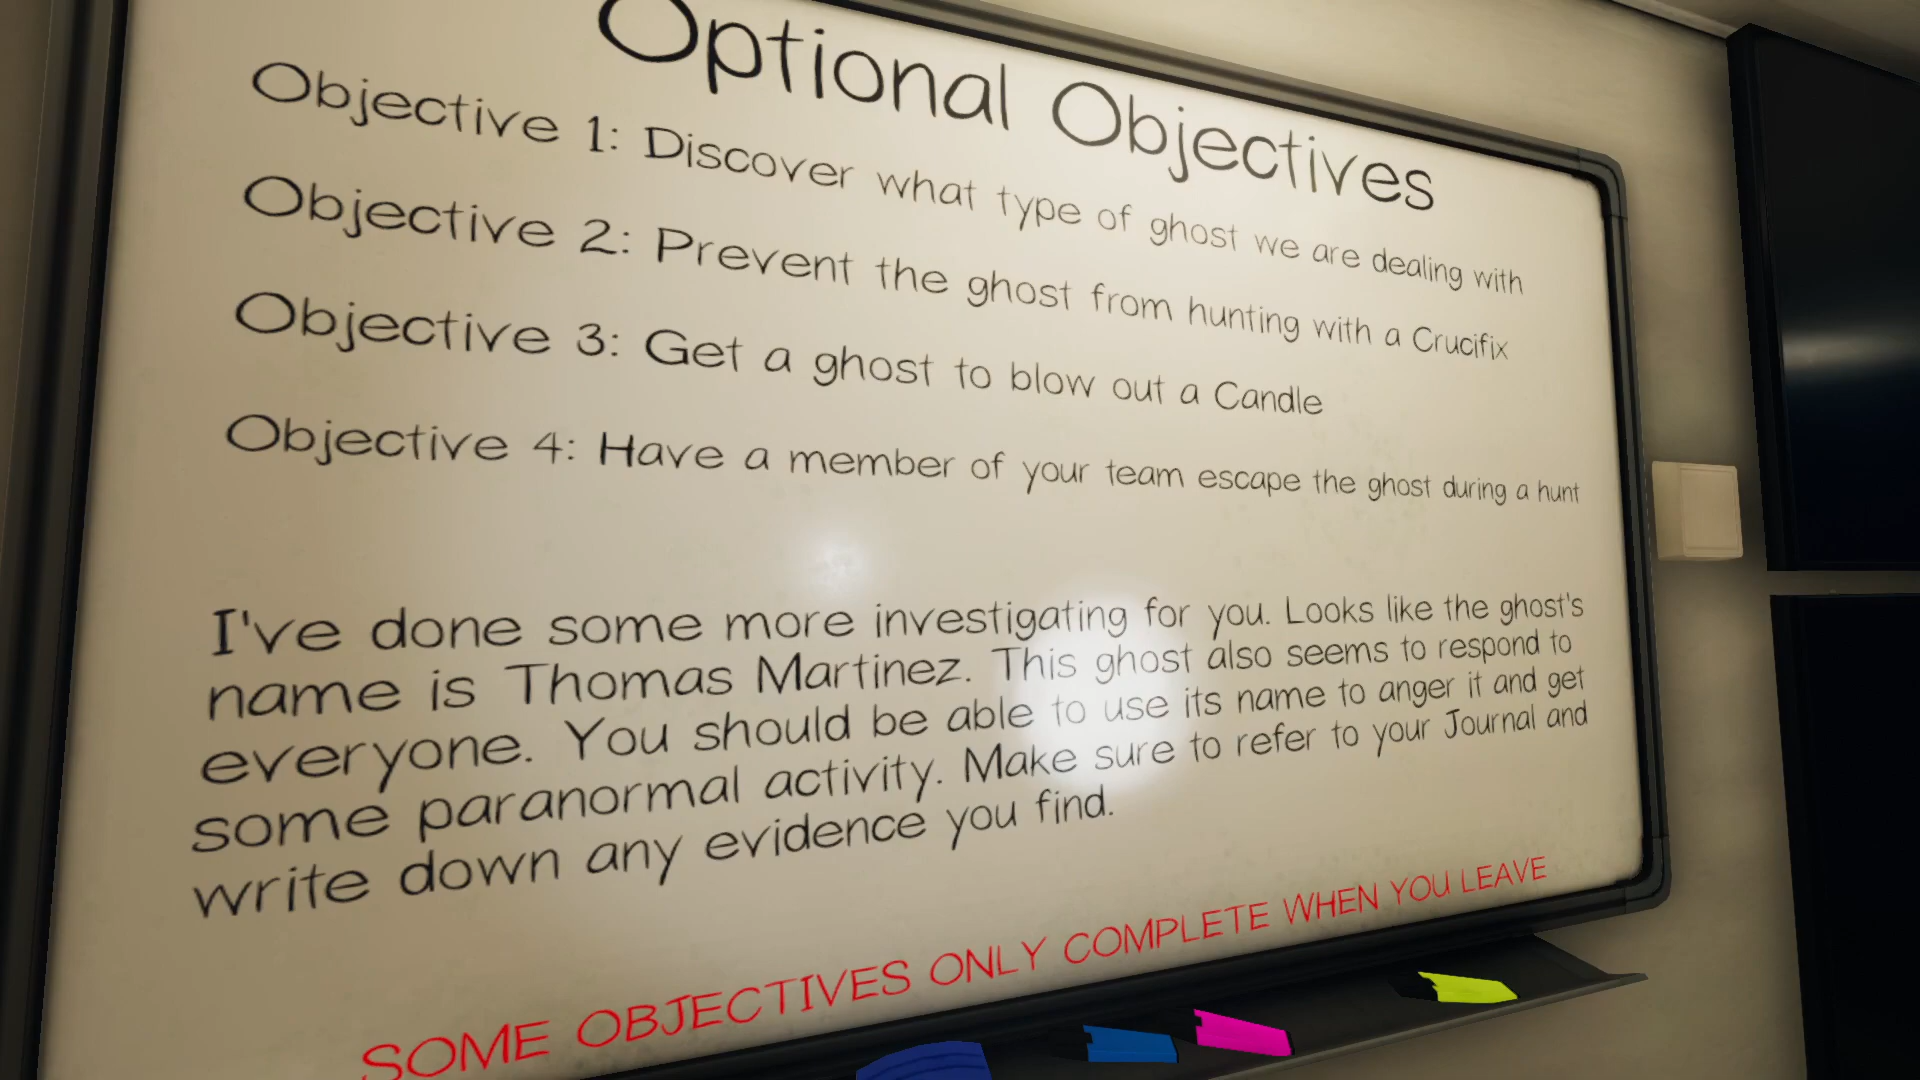 Optional Objectives
Objective 1: Discover what type of ghost we are dealing with
Objective 2: Prevent the ghost from hunting with a Crucifix
Objective 3: Get a ghost to blow out a Candle
Objective 4: Have a member of your team escape the ghost during a hunt
I've done some more investigating for you. Looks like the ghost's
name is Thomas Martinez. This ghost also seems to respond to
everyone. You should be able to use its name to anger it and get
some paranormal activity. Make sure to refer to your Journal and
write down any evidence you find.
SOME OBJECTIVES ONLY COMPLETE WHEN YOU LEAVE